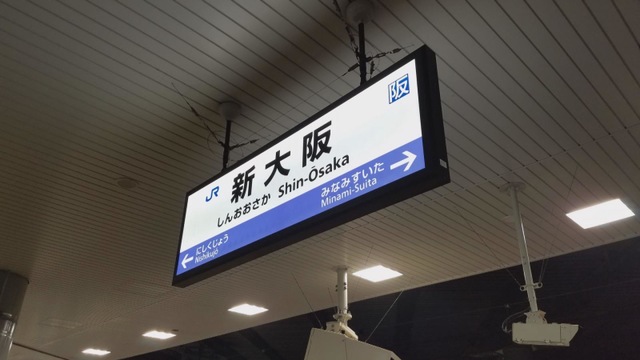 JR
阪
新大阪
しんおおさか Shin-Ōsaka
みなみすいた
Minami-Suita
にしくじょう
Nishikujō